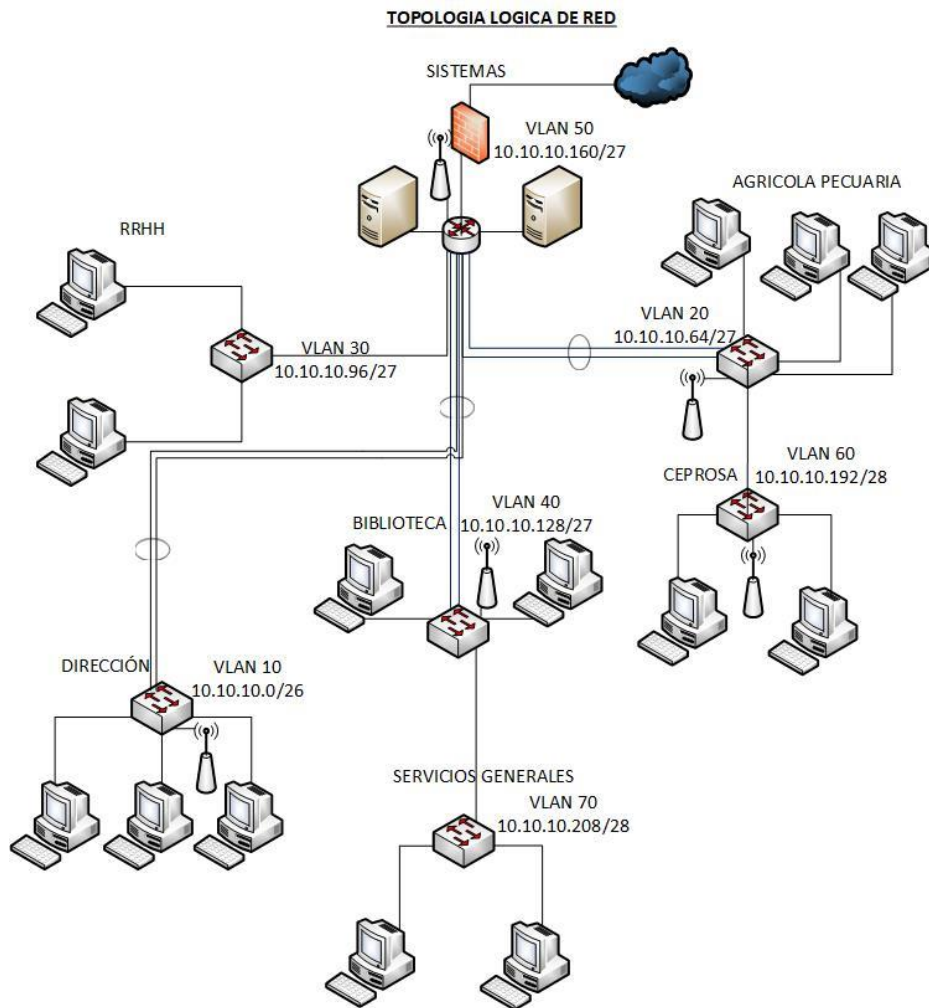 TOPOLOGIA LOGICA DE RED
SISTEMAS
VLAN 50
10.10.10.160/27
AGRICOLA PECUARIA
RRHH
VLAN 20
10.10.10.64/27
VLAN 30
10.10.10.96/27
VLAN 60
CEPROSA
10.10.10.192/28
VLAN 40
BIBLIOTECA
10.10.10.128/27
DIRECCIÓN
VLAN 10
10.10.10.0/26
SERVICIOS GENERALES
VLAN 70
10.10.10.208/28